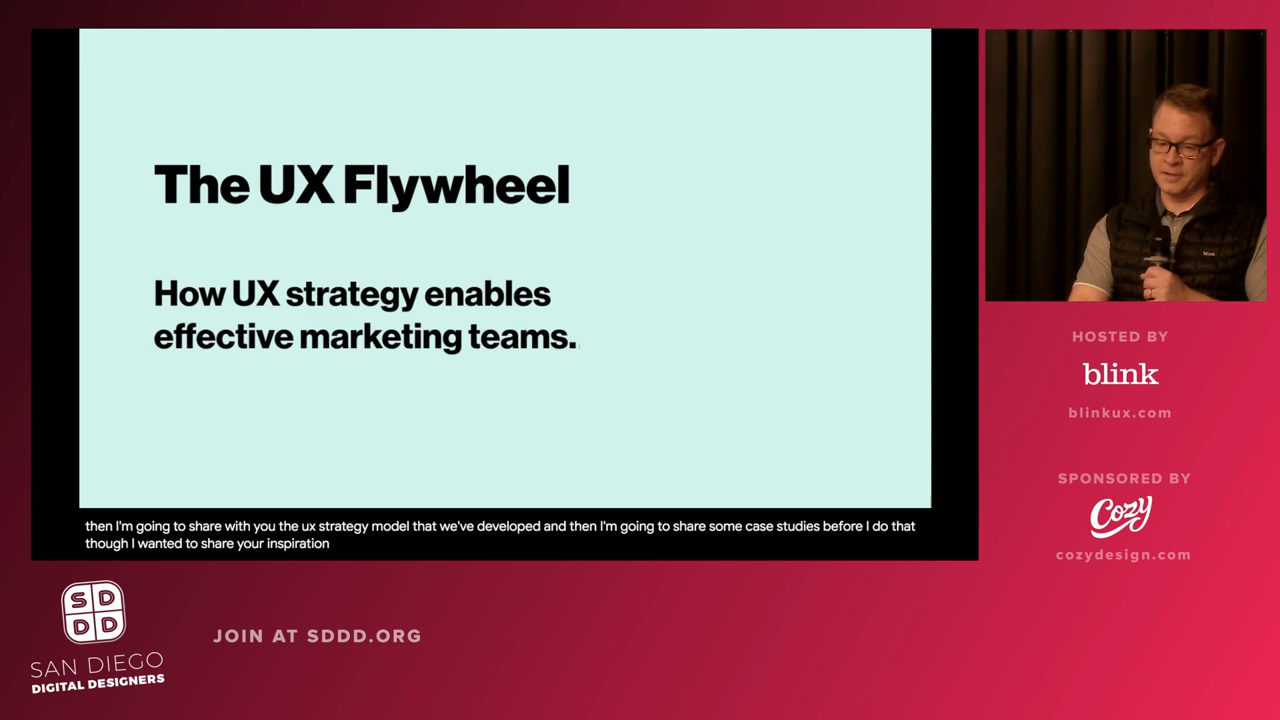 The UX Flywheel
How UX strategy enables
effective marketing teams.
then I'm going to share with you the ux strategy model that we've developed and then I'm going to share some case studies before I do that
though I wanted to share your inspiration
blink
HOSTED BY
blink
blinkux.com
SPONSORED BY
Cozy
cozydesign.com
SD
DD
SAN DIEGO
DIGITAL DESIGNERS
JOIN AT SDDD.ORG